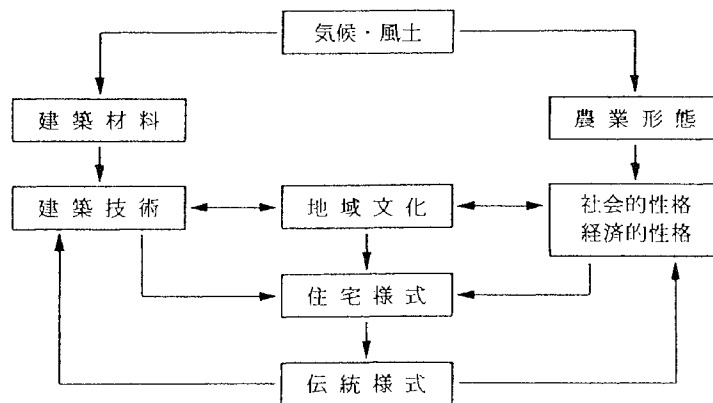 気候・風土
建築材料
農業形態
建築技術
地域文化
社会的性格
経済的性格
住宅様式
伝統様式